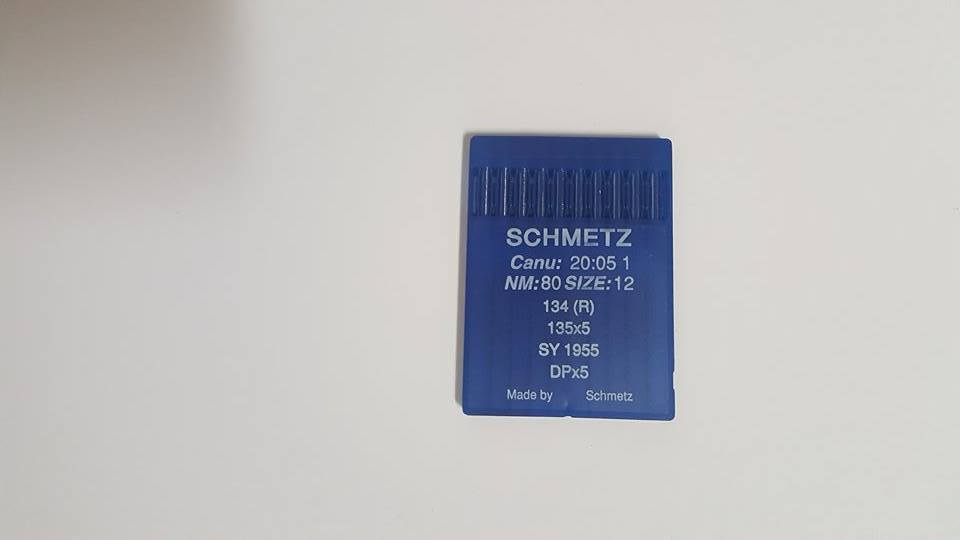 SCHMETZ
Canu: 20:05 1
NM:80 SIZE:12
134 (R)
135x5
SY 1955
DPx5
Made by Schmetz